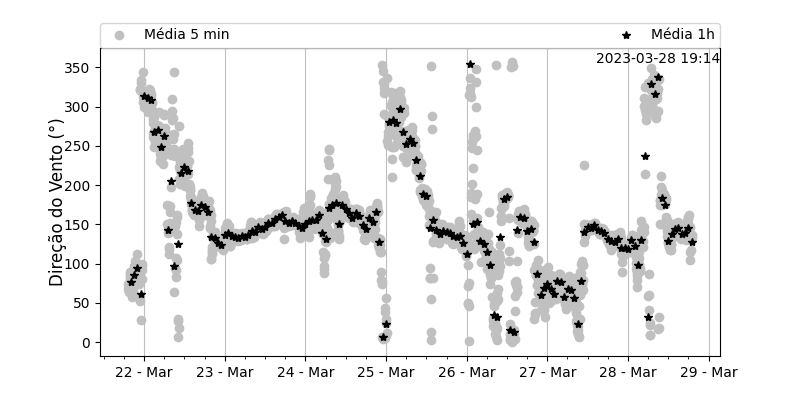 Média 5 min
Média 1h
2023-03-28 19:14
Direção do Vento (°)
350
300
250
200
150
100
50
0
22 - Mar
23 - Mar
24 - Mar
25 - Mar
26 - Mar
27 - Mar
28 - Mar
29 - Mar